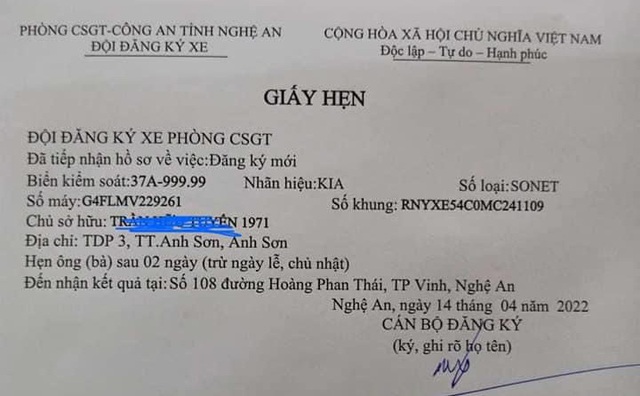 PHÒNG CSGT-CÔNG AN TỈNH NGHỆ AN
ĐỘI ĐĂNG KÝ XE
CỘNG HÒA XÃ HỘI CHỦ NGHĨA VIỆT NAM
Độc lập – Tự do – Hạnh phúc
GIẤY HẸN
ĐỘI ĐĂNG KÝ XE PHÒNG CSGT
Đã tiếp nhận hồ sơ về việc:Đăng ký mới
Biển kiểm soát:37A-999.99 Nhãn hiệu:KIA Số loại:SONET
Số máy:G4FLMV229261 Số khung: RNYXE54C0MC241109
Chủ sở hữu: 1971
Địa chỉ: TDP 3, TT.Anh Sơn, Anh Sơn
Hẹn ông (bà) sau 02 ngày (trừ ngày lễ, chủ nhật)
Đến nhận kết quả tại: Số 108 đường Hoàng Phan Thái, TP Vinh, Nghệ An
Nghệ An, ngày 14 tháng 04 năm 2022
CÁN BỘ ĐĂNG KÝ
(ký, ghi rõ họ tên)